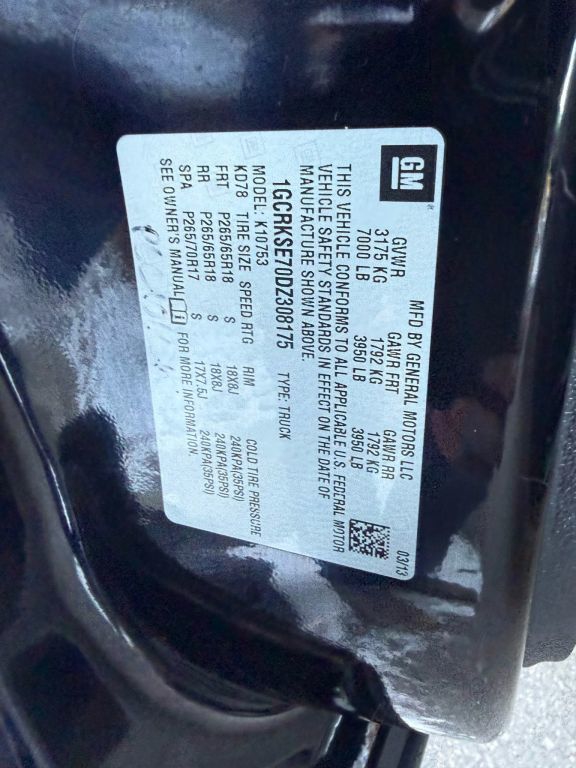 GM
MFD BY GENERAL MOTORS LLC 03/13
GVWR GAWR FRT GAWR RR
3175 KG 1792 KG 1792 KG
7000 LB 3950 LB 3950 LB
THIS VEHICLE CONFORMS TO ALL APPLICABLE U.S. FEDERAL MOTOR
VEHICLE SAFETY STANDARDS IN EFFECT ON THE DATE OF
MANUFACTURE SHOWN ABOVE.
1GCRKSE70DZ308175 TYPE: TRUCK
MODEL: K10753
KD78 TIRE SIZE SPEED RTG RIM COLD TIRE PRESSURE
FRT P265/65R18 S 18X8J 240KPA(35PSI)
RR P265/65R18 S 18X8J 240KPA(35PSI)
SPA P265/70R17 S 17X7.5J 240KPA(35PSI)
SEE OWNER'S MANUAL FOR MORE INFORMATION.